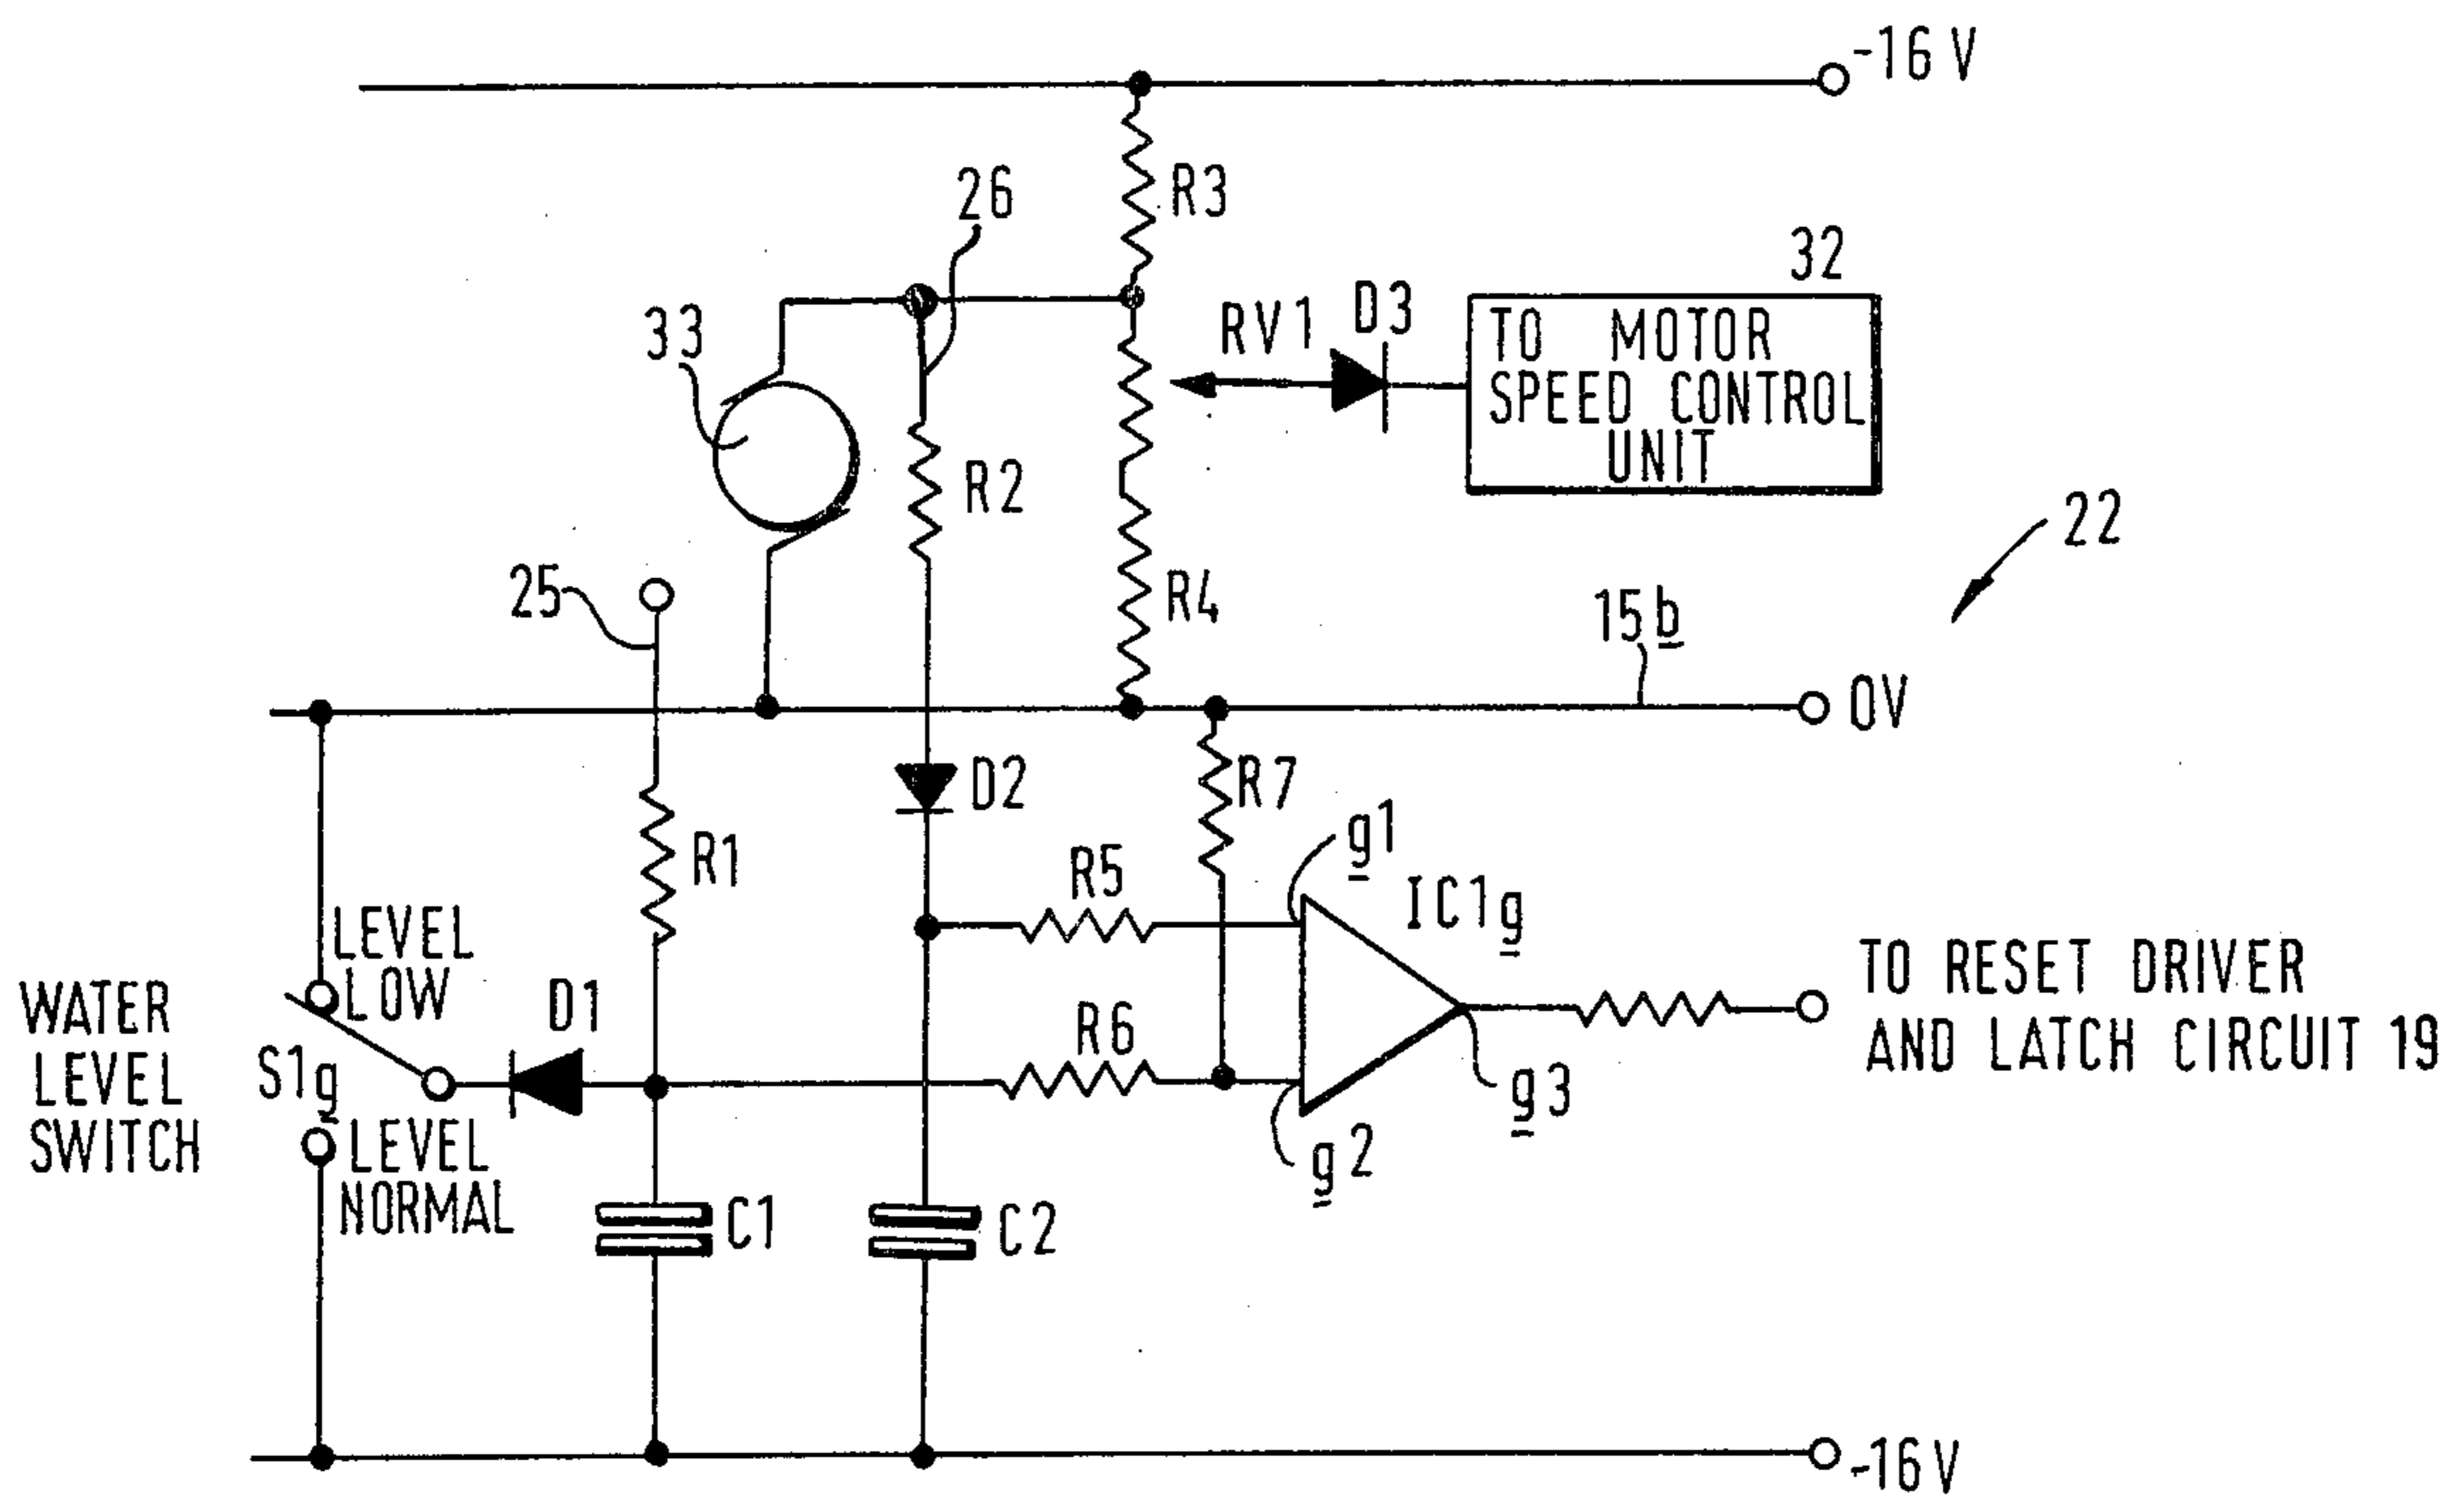 -16 V
R3
26
32
33
RV1
D3
TO MOTOR
SPEED CONTROL
UNIT
R2
22
25
R4
15b
0V
D2
R7
g1
R1
R5
IC1g
LEVEL
LOW
TO RESET DRIVER
AND LATCH CIRCUIT 19
WATER
LEVEL
SWITCH
D1
R6
S1g
g3
LEVEL
NORMAL
g2
C1
C2
-16V